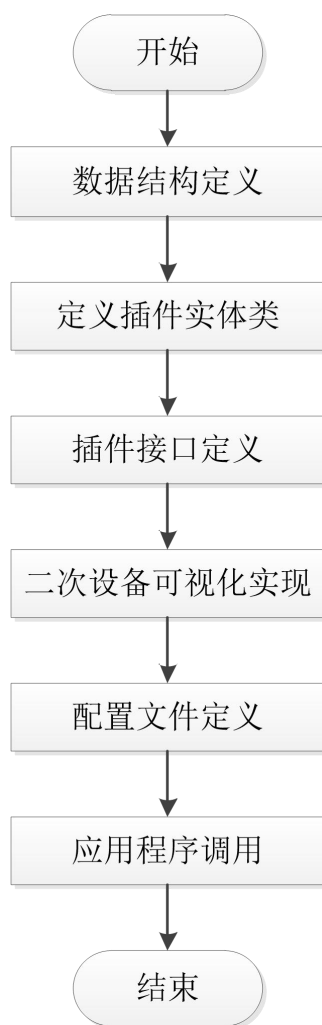 开始
数据结构定义
定义插件实体类
插件接口定义
二次设备可视化实现
配置文件定义
应用程序调用
结束